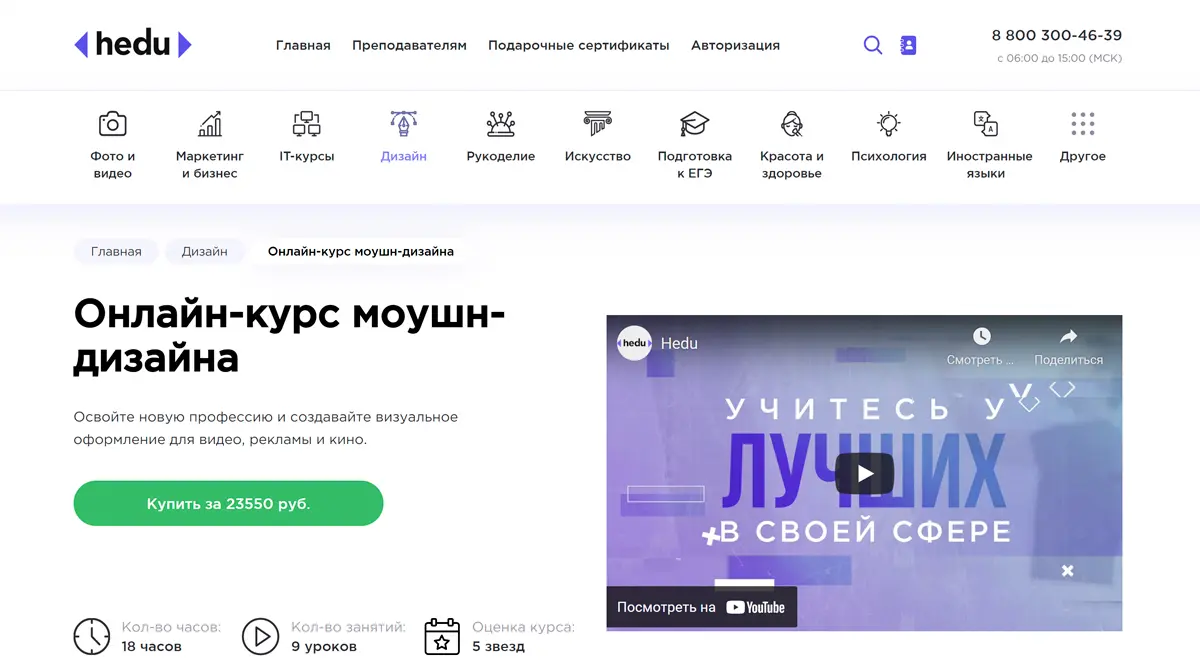 hedu
Главная Преподавателям Подарочные сертификаты Авторизация
8 800 300-46-39
с 06:00 до 15:00 (МСК)
Фото и
видео
Маркетинг
и бизнес
IT-курсы
Дизайн
Рукоделие
Искусство
Подготовка
к ЕГЭ
Красота и
здоровье
Психология
Иностранные
языки
Другое
Главная Дизайн Онлайн-курс моушн-дизайна
Онлайн-курс моушн-
дизайна
Освойте новую профессию и создавайте визуальное
оформление для видео, рекламы и кино.
Купить за 23550 руб.
Кол-во часов:
18 часов
Кол-во занятий:
9 уроков
Оценка курса:
5 звезд
hedu
Hedu
Смотреть ...
Поделиться
УЧИТЕСЬ У
ЛУЧШИХ
В СВОЕЙ СФЕРЕ
Посмотреть на YouTube